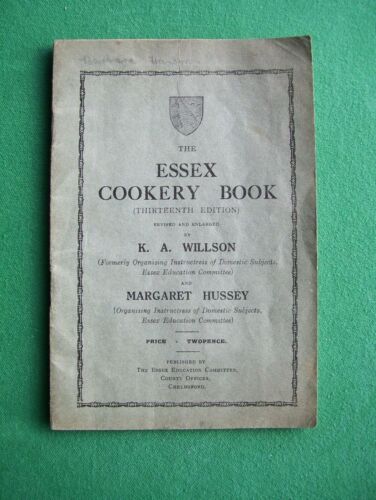 Barbara
THE
ESSEX
COOKERY BOOK
(THIRTEENTH EDITION)
REVISED AND ENLARGED
BY
K. A. WILLSON
(Formerly Organising Instructress of Domestic Subjects,
Essex Education Committee)
AND
MARGARET HUSSEY
(Organising Instructress of Domestic Subjects,
Essex Education Committee)
PRICE - TWOPENCE.
PUBLISHED BY
THE ESSEX EDUCATION COMMITTEE,
COUNTY OFFICES,
CHELMSFORD.